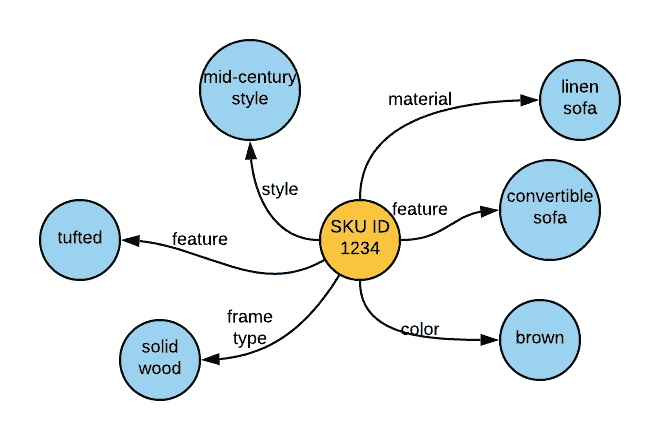 mid-century
style
material
linen
sofa
style
feature
convertible
sofa
SKU ID
1234
tufted
feature
frame
type
color
brown
solid
wood